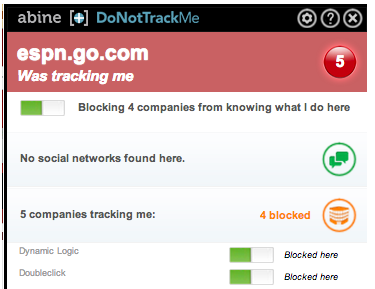 abine [+] DoNotTrackMe
espn.go.com
Was tracking me
5
Blocking 4 companies from knowing what I do here
No social networks found here.
5 companies tracking me: 4 blocked
Dynamic Logic Blocked here
Doubleclick Blocked here